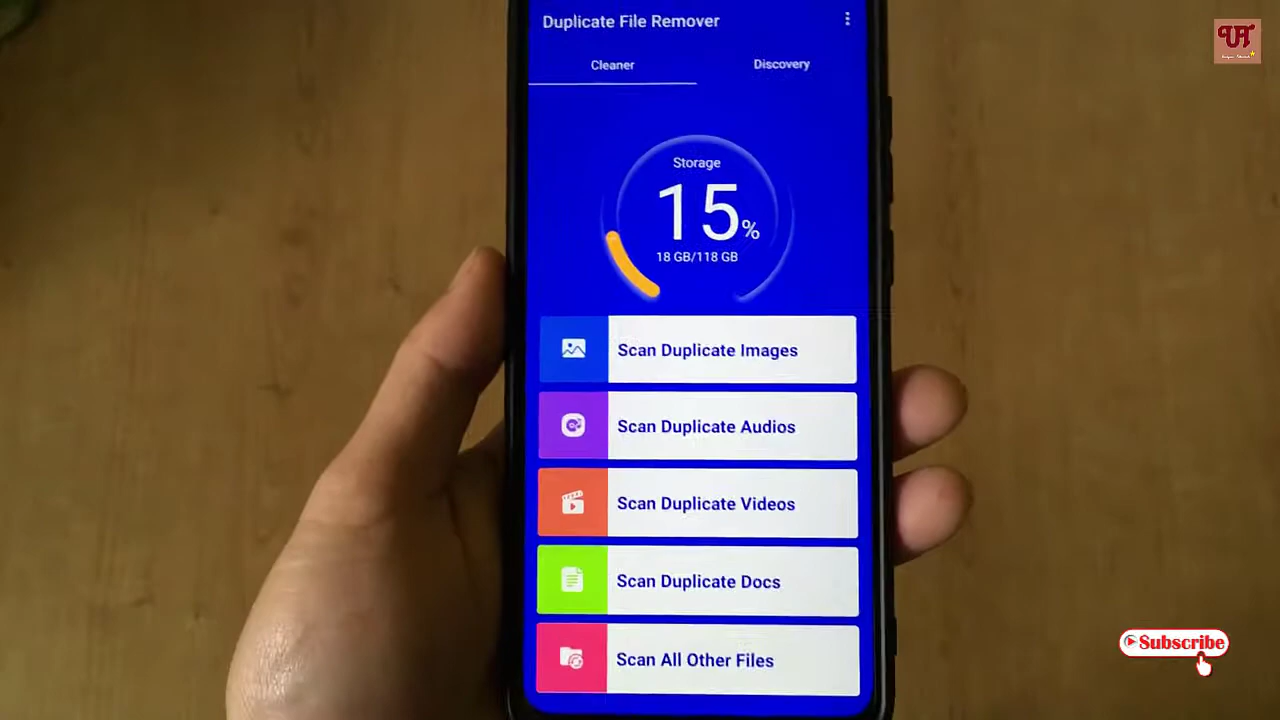 Duplicate File Remover
Cleaner
Discovery
Storage
15%
18 GB/118 GB
Scan Duplicate Images
Scan Duplicate Audios
Scan Duplicate Videos
Scan Duplicate Docs
Scan All Other Files
Subscribe